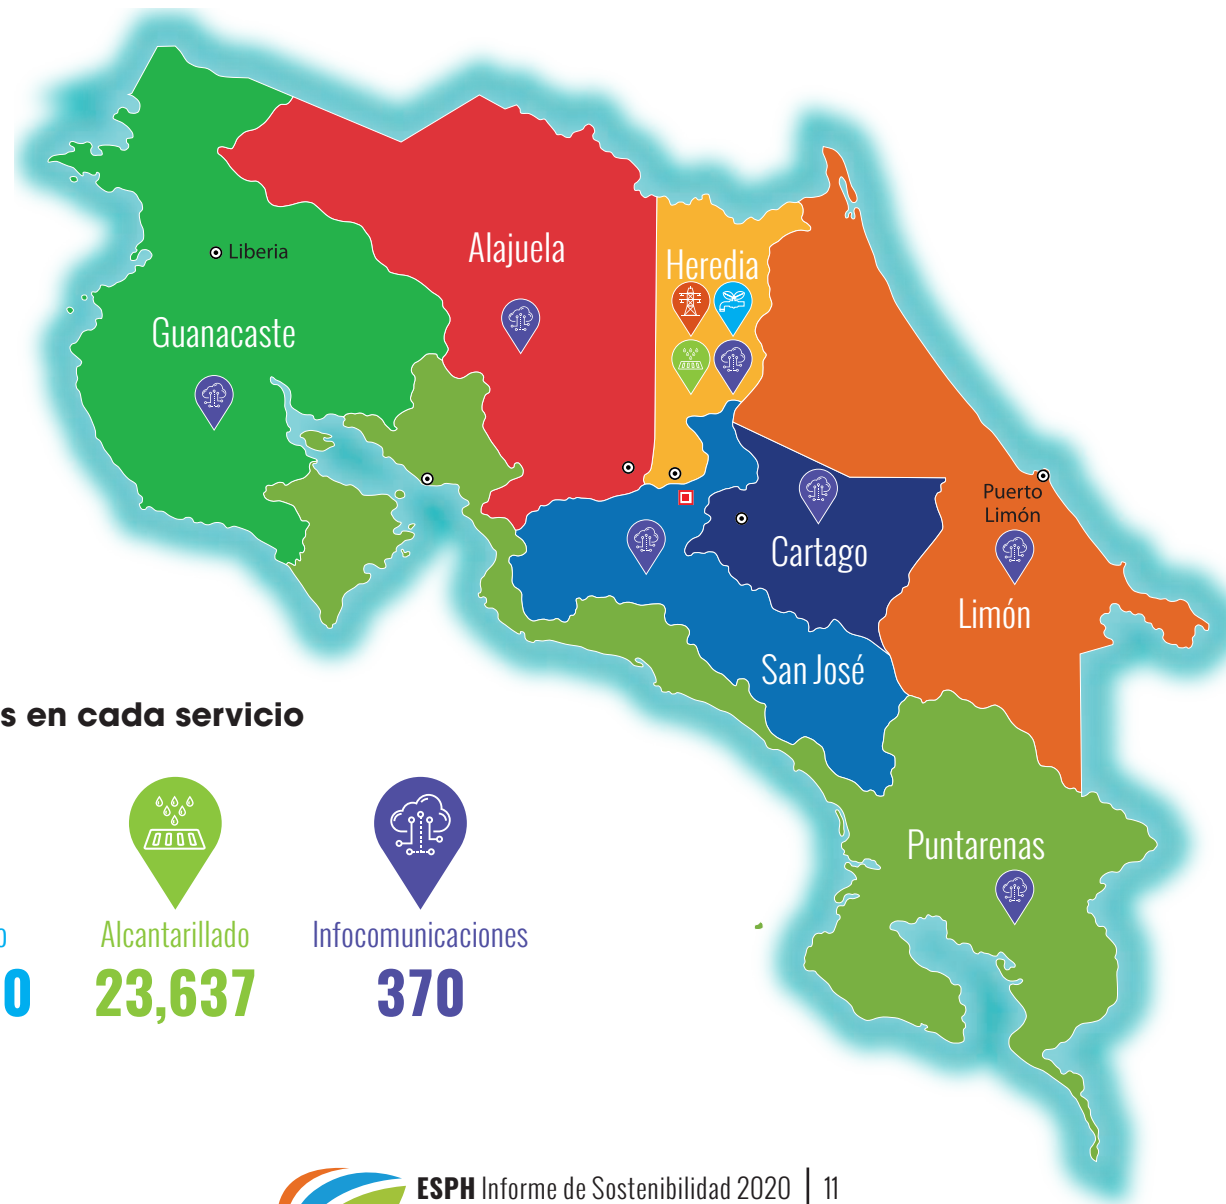 Liberia
Alajuela
Heredia
Guanacaste
Puerto
Limón
Cartago
Limón
San José
s en cada servicio
Puntarenas
o
Alcantarillado
Infocomunicaciones
0
23,637
370
ESPH Informe de Sostenibilidad 2020 | 11